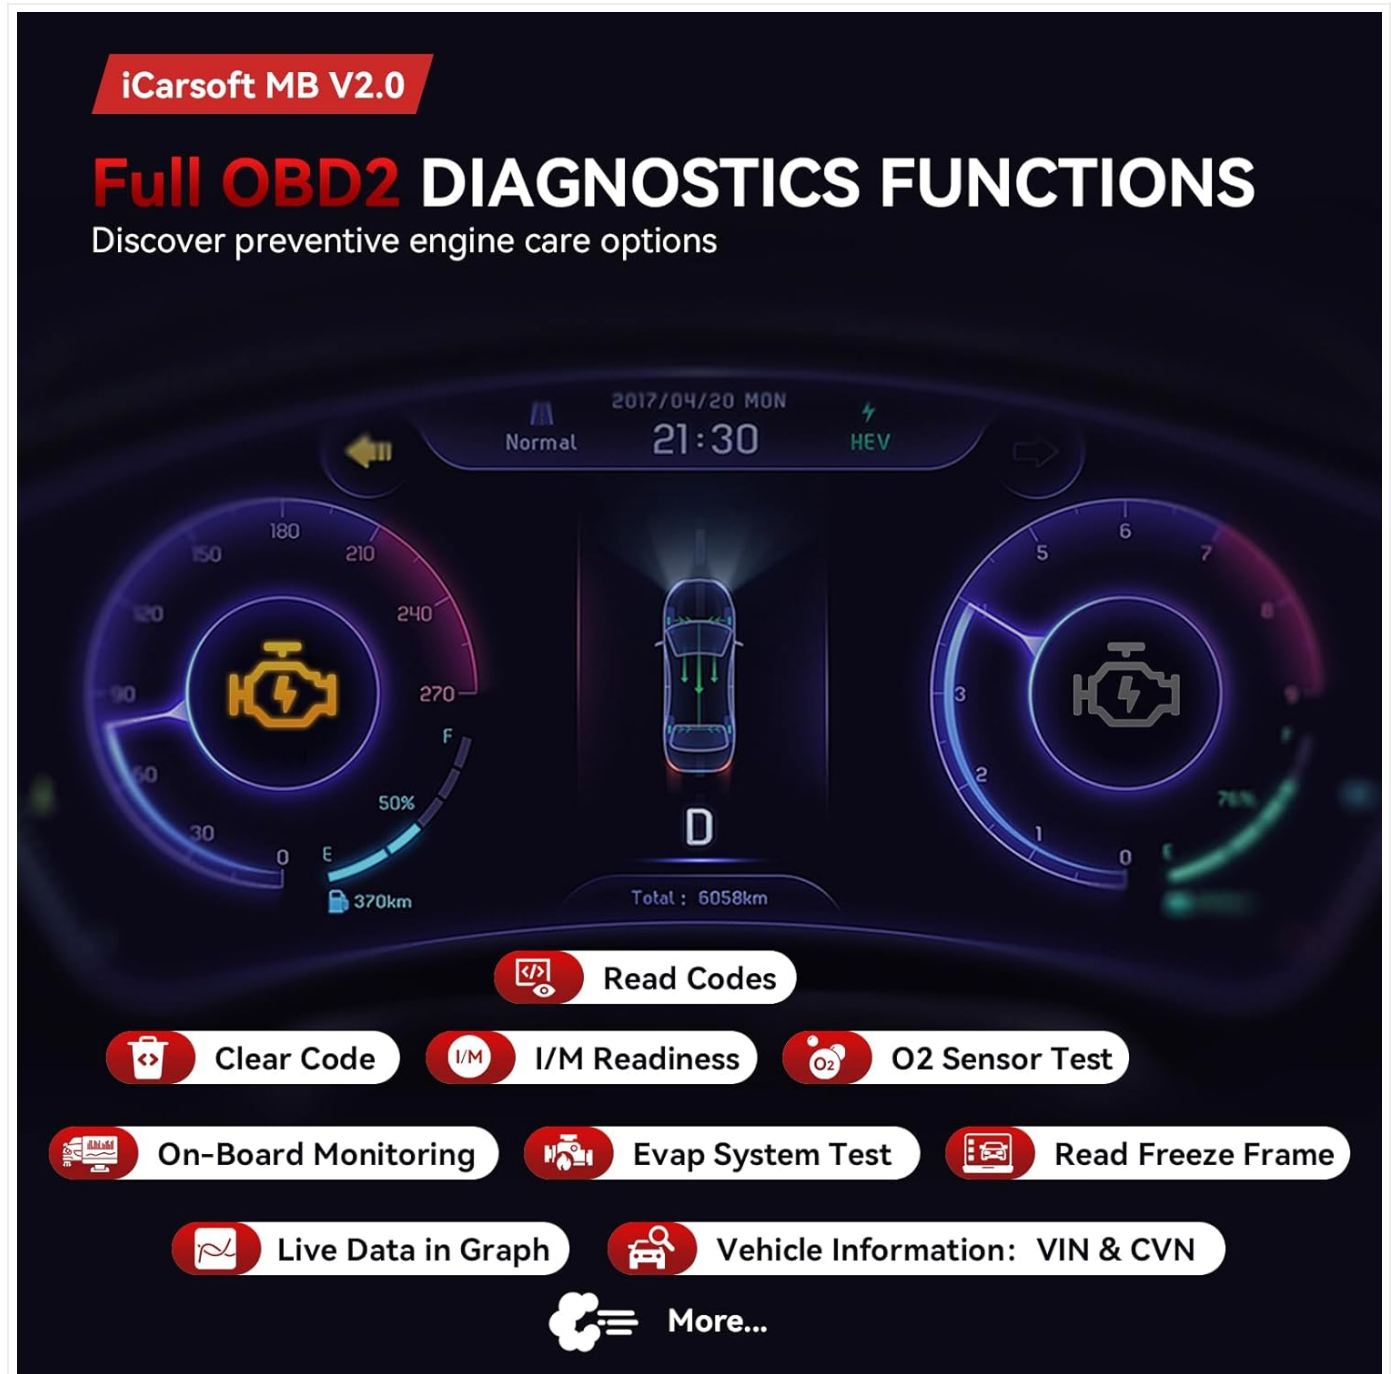 iCarsoft MB V2.0
Full OBD2 DIAGNOSTICS FUNCTIONS
Discover preventive engine care options
2017/04/20 MON
Normal
21:30
HEV
180
150
210
120
240
90
270
60
30
0
F
50%
E
370km
D
Total : 6058km
6
5
7
8
3
9
2
1
0
F
76%
E
Read Codes
Clear Code
I/M
I/M Readiness
O2
O2 Sensor Test
On-Board Monitoring
Evap System Test
Read Freeze Frame
Live Data in Graph
Vehicle Information: VIN & CVN
More...